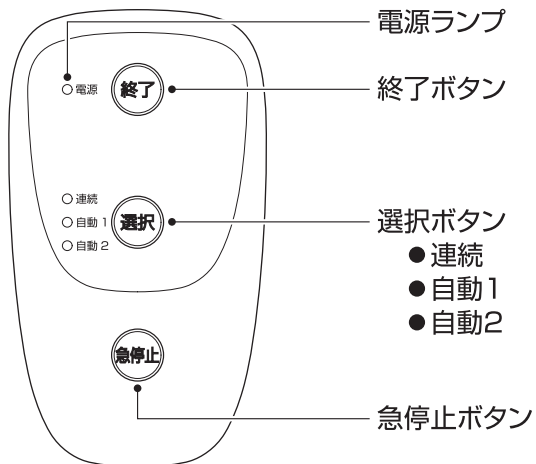 電源ランプ
電源
終了
終了ボタン
連続
自動1
自動2
選択
選択ボタン
●連続
●自動1
●自動2
急停止
急停止ボタン